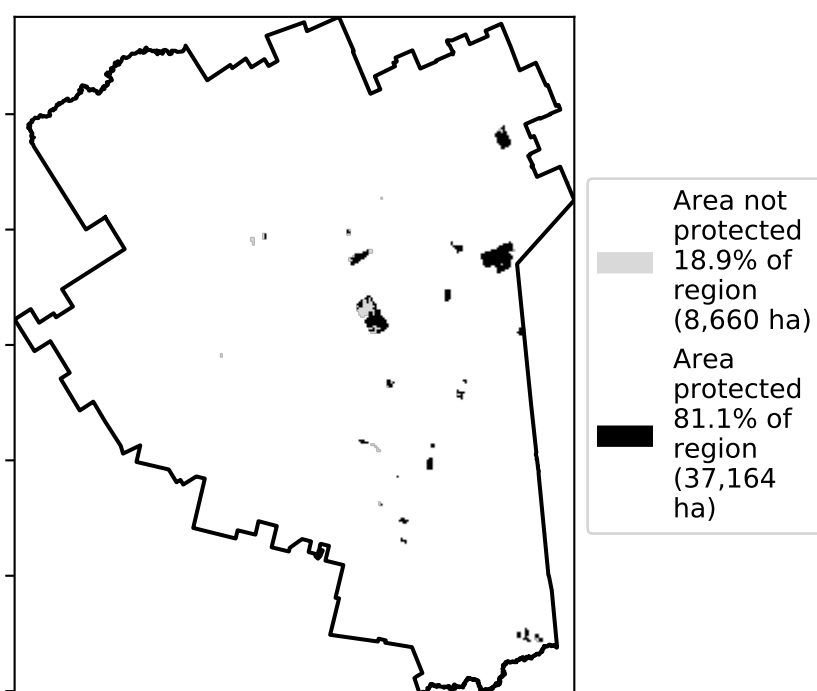 Area not
protected
18.9% of
region
(8,660 ha)
Area
protected
81.1% of
region
(37,164
ha)